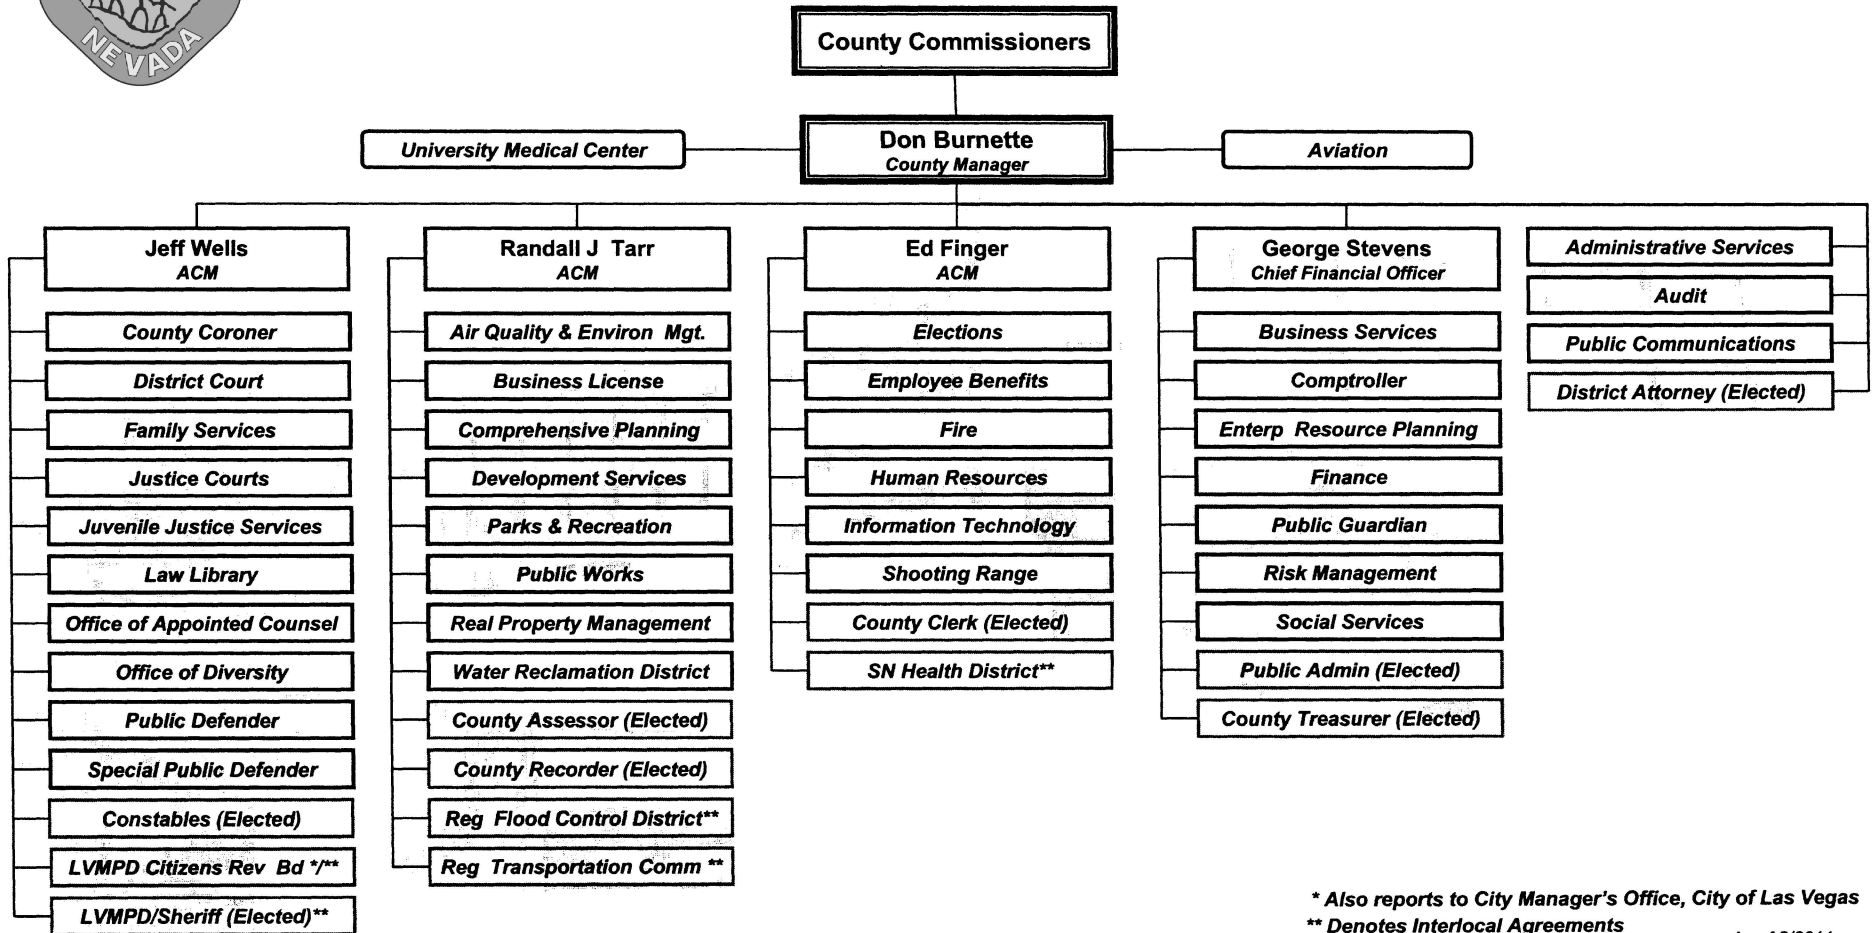 NEVADA
County Commissioners
University Medical Center
Don Burnette
County Manager
Aviation
Jeff Wells
ACM
County Coroner
District Court
Family Services
Justice Courts
Juvenile Justice Services
Law Library
Office of Appointed Counsel
Office of Diversity
Public Defender
Special Public Defender
Constables (Elected)
LVMPD Citizens Rev Bd */**
LVMPD/Sheriff (Elected)**
Randall J Tarr
ACM
Air Quality & Environ Mgt.
Business License
Comprehensive Planning
Development Services
Parks & Recreation
Public Works
Real Property Management
Water Reclamation District
County Assessor (Elected)
County Recorder (Elected)
Reg Flood Control District**
Reg Transportation Comm **
Ed Finger
ACM
Elections
Employee Benefits
Fire
Human Resources
Information Technology
Shooting Range
County Clerk (Elected)
SN Health District**
George Stevens
Chief Financial Officer
Business Services
Comptroller
Enterp Resource Planning
Finance
Public Guardian
Risk Management
Social Services
Public Admin (Elected)
County Treasurer (Elected)
Administrative Services
Audit
Public Communications
District Attorney (Elected)
* Also reports to City Manager's Office, City of Las Vegas
** Denotes Interlocal Agreements